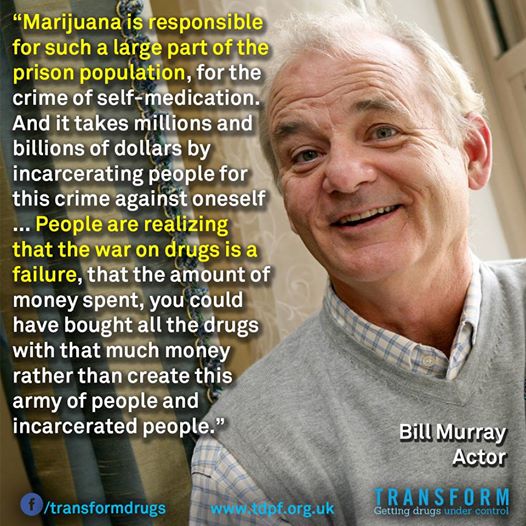 “Marijuana is responsible
for such a large part of the
prison population, for the
crime of self-medication.
And it takes millions and
billions of dollars by
incarcerating people for
this crime against oneself
... People are realizing
that the war on drugs is a
failure, that the amount of
money spent, you could
have bought all the drugs
with that much money
rather than create this
army of people and
incarcerated people.”
Bill Murray
Actor
f /transformdrugs
www.tdpf.org.uk
TRANSFORM
Getting drugs under control